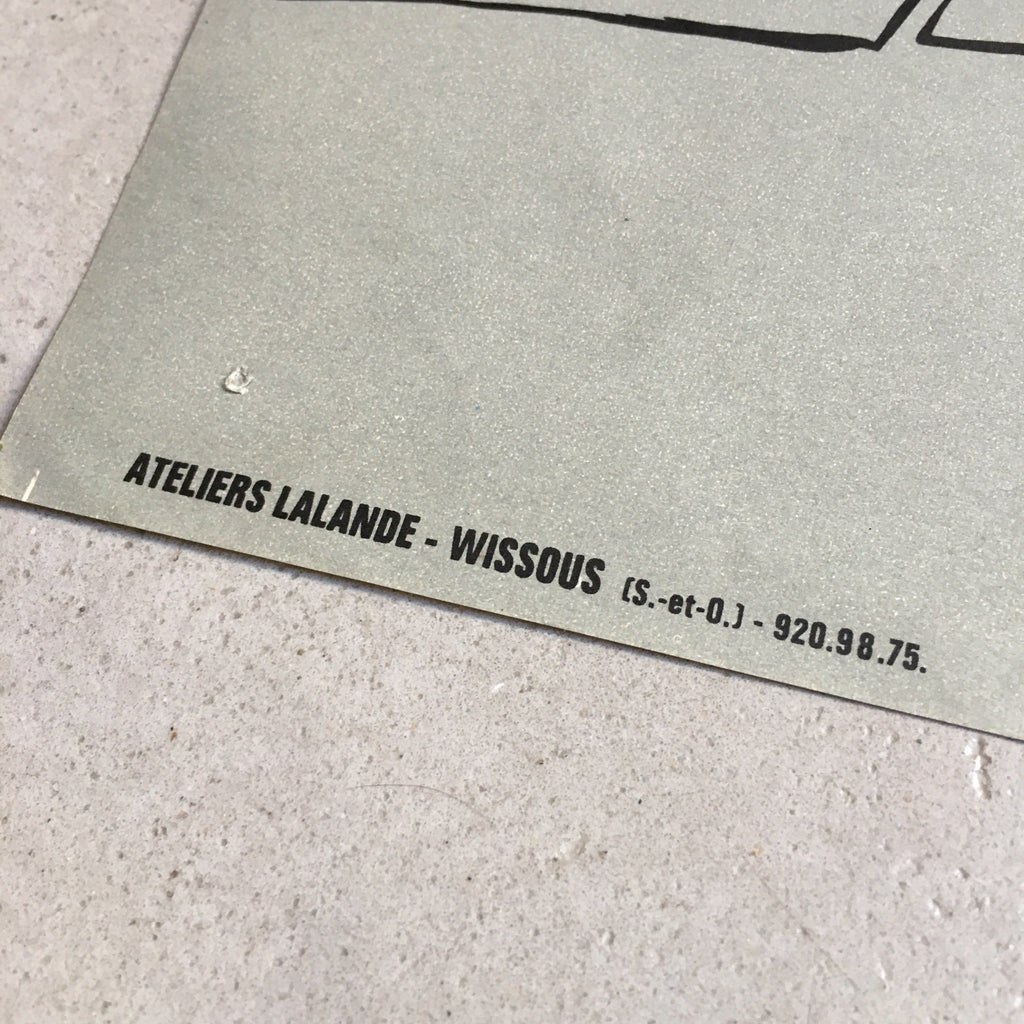 ATELIERS LALANDE - WISSOUS (S.-et-O.) - 920.98.75.